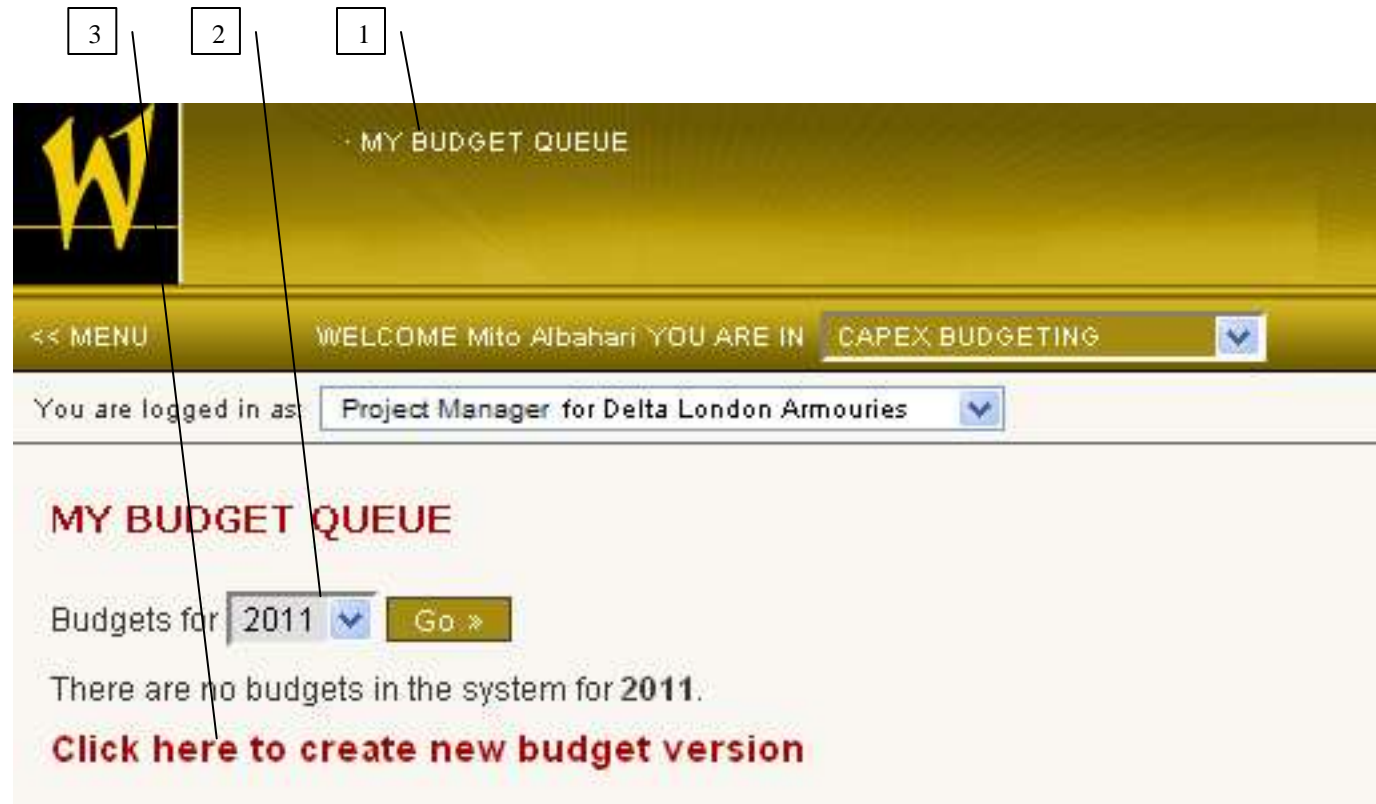 3 2 1
W
· MY BUDGET QUEUE
<< MENU WELCOME Mito Albahari YOU ARE IN CAPEX BUDGETING
You are logged in as: Project Manager for Delta London Armouries
MY BUDGET QUEUE
Budgets for 2011 Go »
There are no budgets in the system for 2011.
Click here to create new budget version